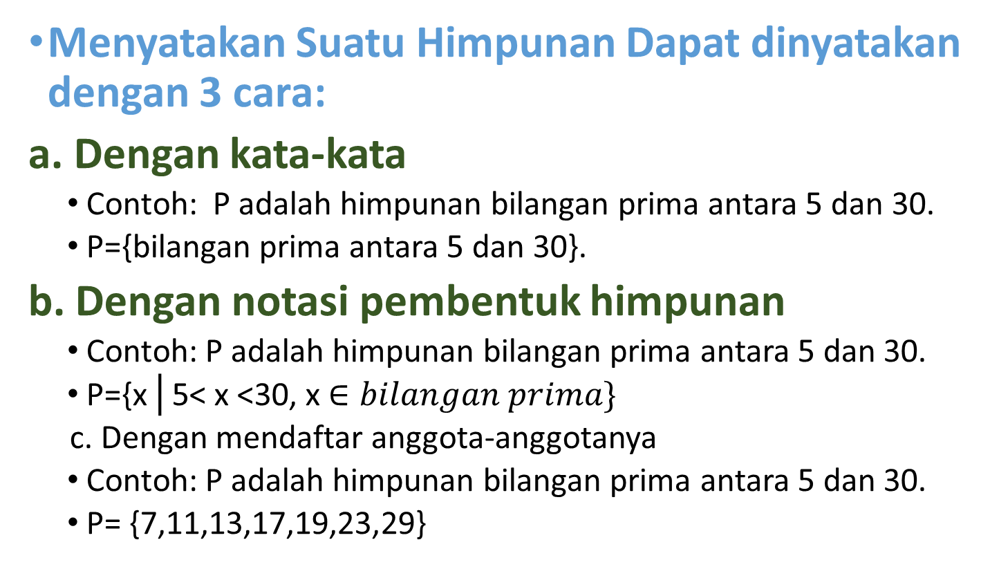 •Menyatakan Suatu Himpunan Dapat dinyatakan
dengan 3 cara:
a. Dengan kata-kata
• Contoh:  P adalah himpunan bilangan prima antara 5 dan 30.
• P={bilangan prima antara 5 dan 30}.
b. Dengan notasi pembentuk himpunan
• Contoh: P adalah himpunan bilangan prima antara 5 dan 30.
• P={x│5< x <30, x ∈ 𝑏𝑖𝑙𝑎𝑛𝑔𝑎𝑛 𝑝𝑟𝑖𝑚𝑎}
c. Dengan mendaftar anggota-anggotanya
• Contoh: P adalah himpunan bilangan prima antara 5 dan 30.
• P= {7,11,13,17,19,23,29}